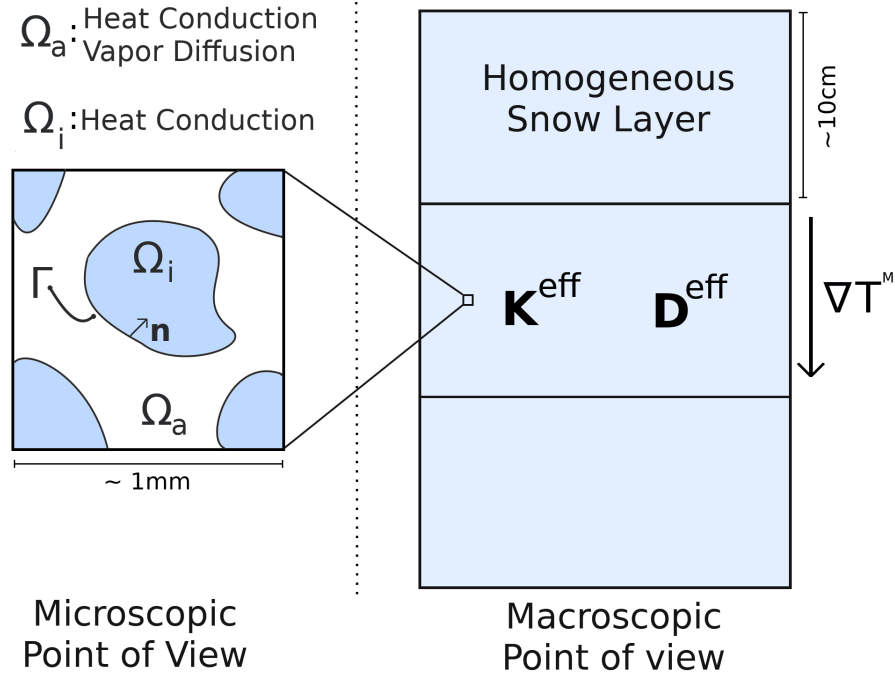 Ωa: Heat Conduction
Vapor Diffusion
Ωi: Heat Conduction
Ωi
Γ
n
Ωa
~ 1mm
Microscopic
Point of View
Homogeneous
Snow Layer
~10cm
K^eff D^eff
∇T^M
Macroscopic
Point of view